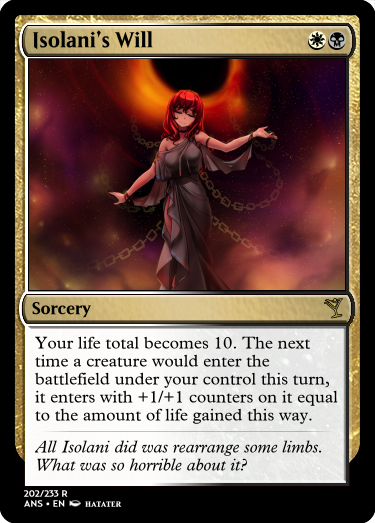 Isolani's Will
Sorcery
Your life total becomes 10. The next
time a creature would enter the
battlefield under your control this turn,
it enters with +1/+1 counters on it equal
to the amount of life gained this way.
All Isolani did was rearrange some limbs.
What was so horrible about it?
202/233 R
ANS • EN HATATER